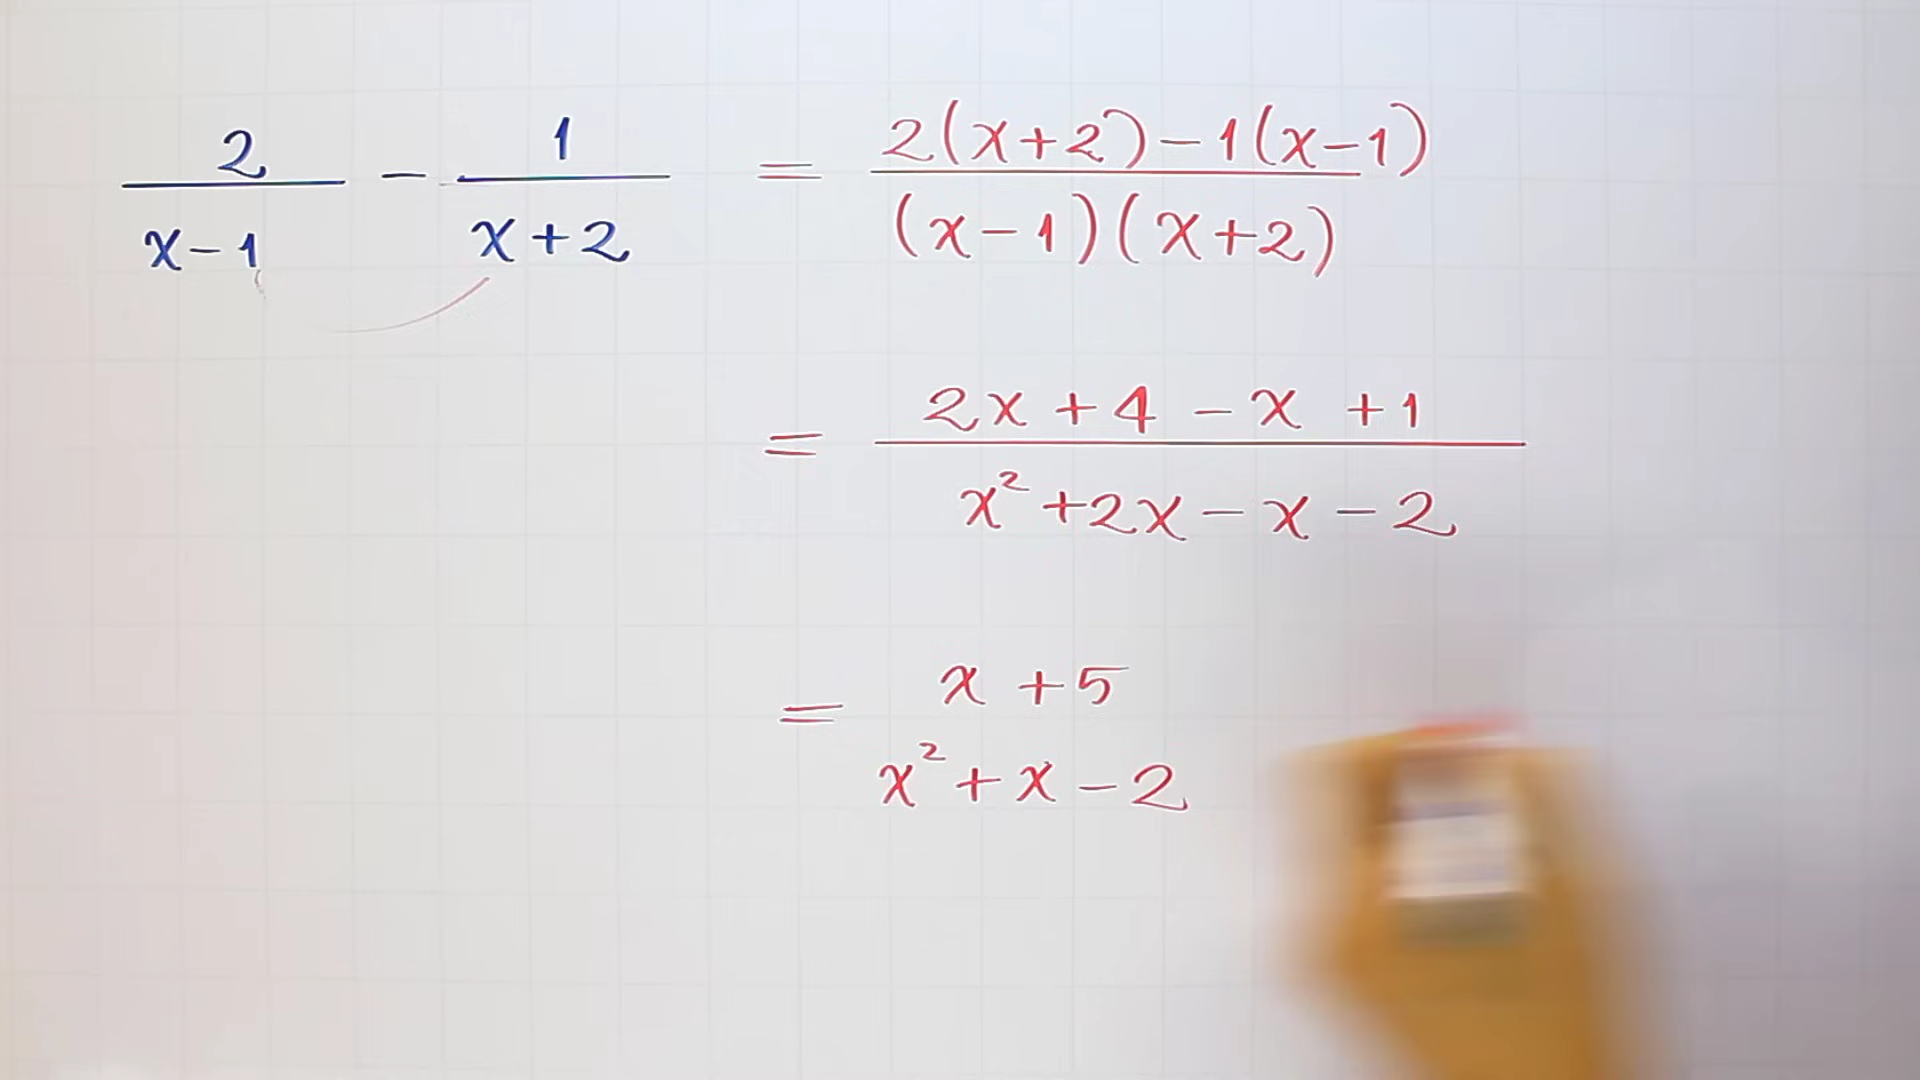 2/(x-1) - 1/(x+2) = (2(x+2)-1(x-1))/((x-1)(x+2))
= (2x+4-x+1)/(x²+2x-x-2)
= x+5
x²+x-2